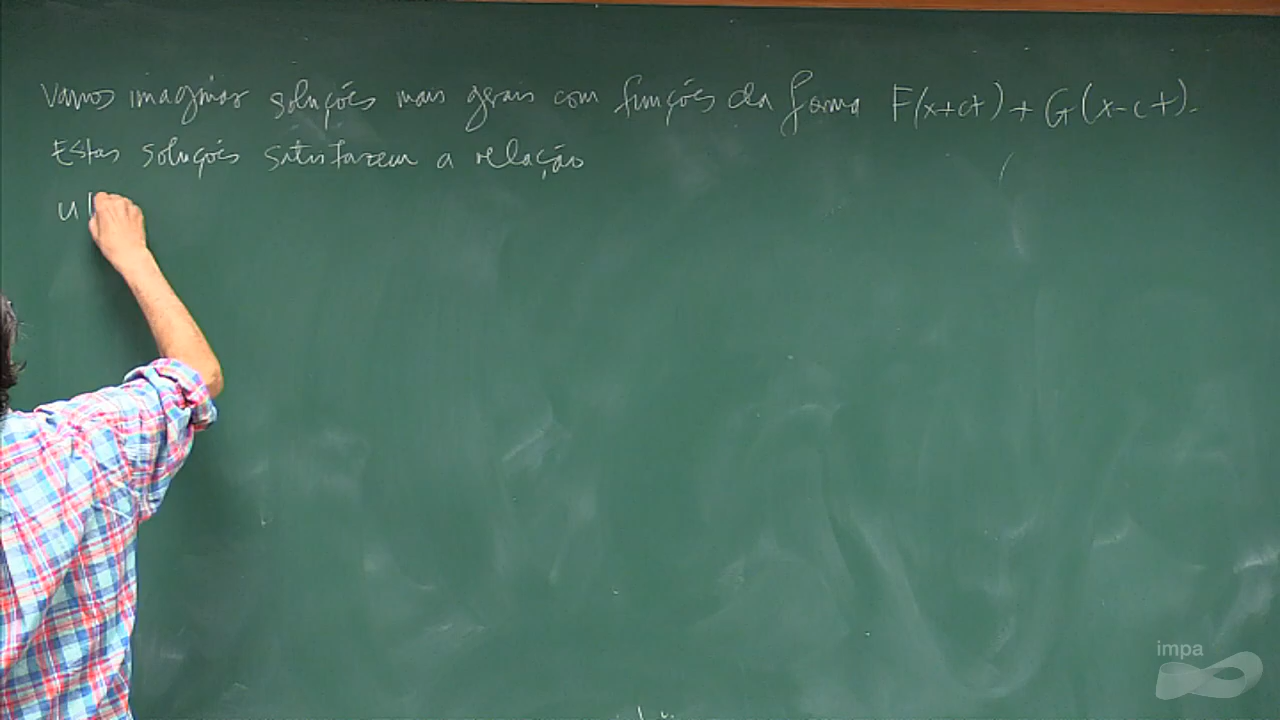 Vamos imaginar soluções mais gerais com funções da forma F(x+ct) + G(x-ct).
Estas soluções satisfazem a relação
u(
impa